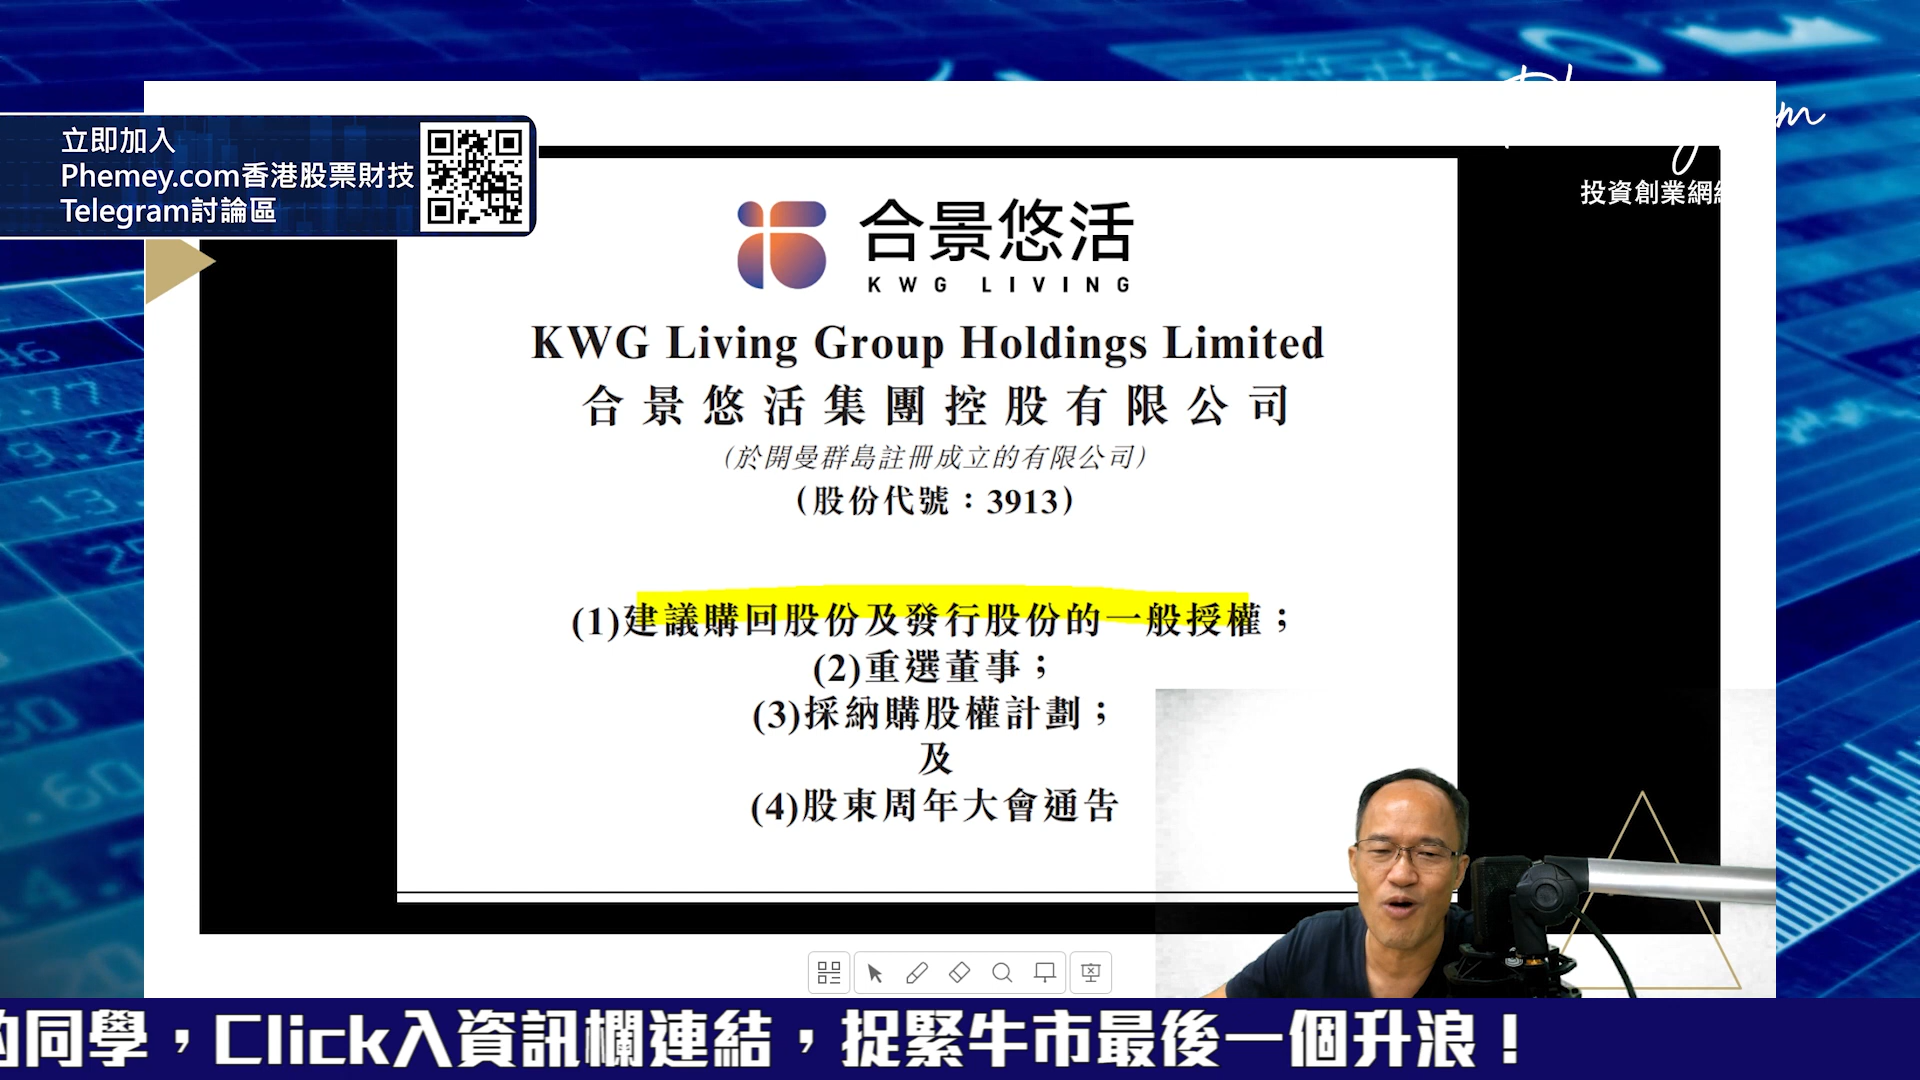 立即加入
Phemey.com香港股票財技
Telegram討論區
投資創業網
合景悠活
KWG LIVING
KWG Living Group Holdings Limited
合景悠活集團控股有限公司
(於開曼群島註冊成立的有限公司)
(股份代號：3913)
(1)建議購回股份及發行股份的一般授權；
(2)重選董事；
(3)採納購股權計劃；
及
(4)股東周年大會通告
同學，Click入資訊欄連結，捉緊牛市最後一個升浪！